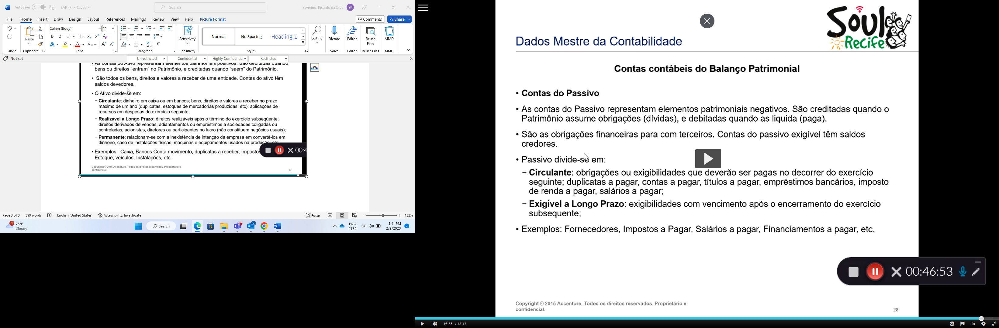 AutoSave On SAP -FI • Saved
Search
Severino, Ricardo da Silva SR
File Home Insert Draw Design Layout References Mailings Review View Help Picture Format
Comments Share
Calibri (Body) 11
Paste
Normal No Spacing Heading 1
Sensitivity Editing Dictate Editor Reuse Files MMD
Undo Clipboard Font Paragraph Sensitivity Styles Voice Editor Reuse Files MMD
Not set Unrestricted Confidential Highly Confidential Restricted
• As contas do Ativo representam elementos patrimoniais positivos. São debitadas quando
bens ou direitos “entram” no Patrimônio, e creditadas quando “saem” do Patrimônio.
• São todos os bens, direitos e valores a receber de uma entidade. Contas do ativo têm
saldos devedores.
• O Ativo divide-se em:
− Circulante: dinheiro em caixa ou em bancos; bens, direitos e valores a receber no prazo
máximo de um ano (duplicatas, estoques de mercadorias produzidas, etc); aplicações de
recursos em despesas do exercício seguinte;
− Realizável a Longo Prazo: direitos realizáveis após o término do exercício subseqüente;
direitos derivados de vendas, adiantamentos ou empréstimos a sociedades coligadas ou
controladas, acionistas, diretores ou participantes no lucro (não constituem negócios usuais);
− Permanente: relacionam-se com a inexistência de intenção da empresa em convertê-los em
dinheiro, caso de instalações físicas, máquinas e equipamentos usados na produção, etc
00:4
• Exemplos: Caixa, Bancos Conta movimento, duplicatas a receber, Impostos
Estoque, veículos, Instalações, etc.
Copyright © 2015 Accenture. Todos os direitos reservados. Proprietário e
confidencial.
27
Page 3 of 3 399 words English (United States) Accessibility: Investigate
Focus 132%
1 75°F
Cloudy
Search
ENG
PTB2
3:41 PM
2/9/2023
7
Soul
Recife
Dados Mestre da Contabilidade
Contas contábeis do Balanço Patrimonial
• Contas do Passivo
• As contas do Passivo representam elementos patrimoniais negativos. São creditadas quando o
Patrimônio assume obrigações (dívidas), e debitadas quando as liquida (paga).
• São as obrigações financeiras para com terceiros. Contas do passivo exigível têm saldos
credores.
• Passivo divide-se em:
− Circulante: obrigações ou exigibilidades que deverão ser pagas no decorrer do exercício
seguinte; duplicatas a pagar, contas a pagar, títulos a pagar, empréstimos bancários, imposto
de renda a pagar, salários a pagar;
− Exigível a Longo Prazo: exigibilidades com vencimento após o encerramento do exercício
subsequente;
• Exemplos: Fornecedores, Impostos a Pagar, Salários a pagar, Financiamentos a pagar, etc.
00:46:53
Copyright © 2015 Accenture. Todos os direitos reservados. Proprietário e
confidencial.
28
46:53 / 48:17
1x